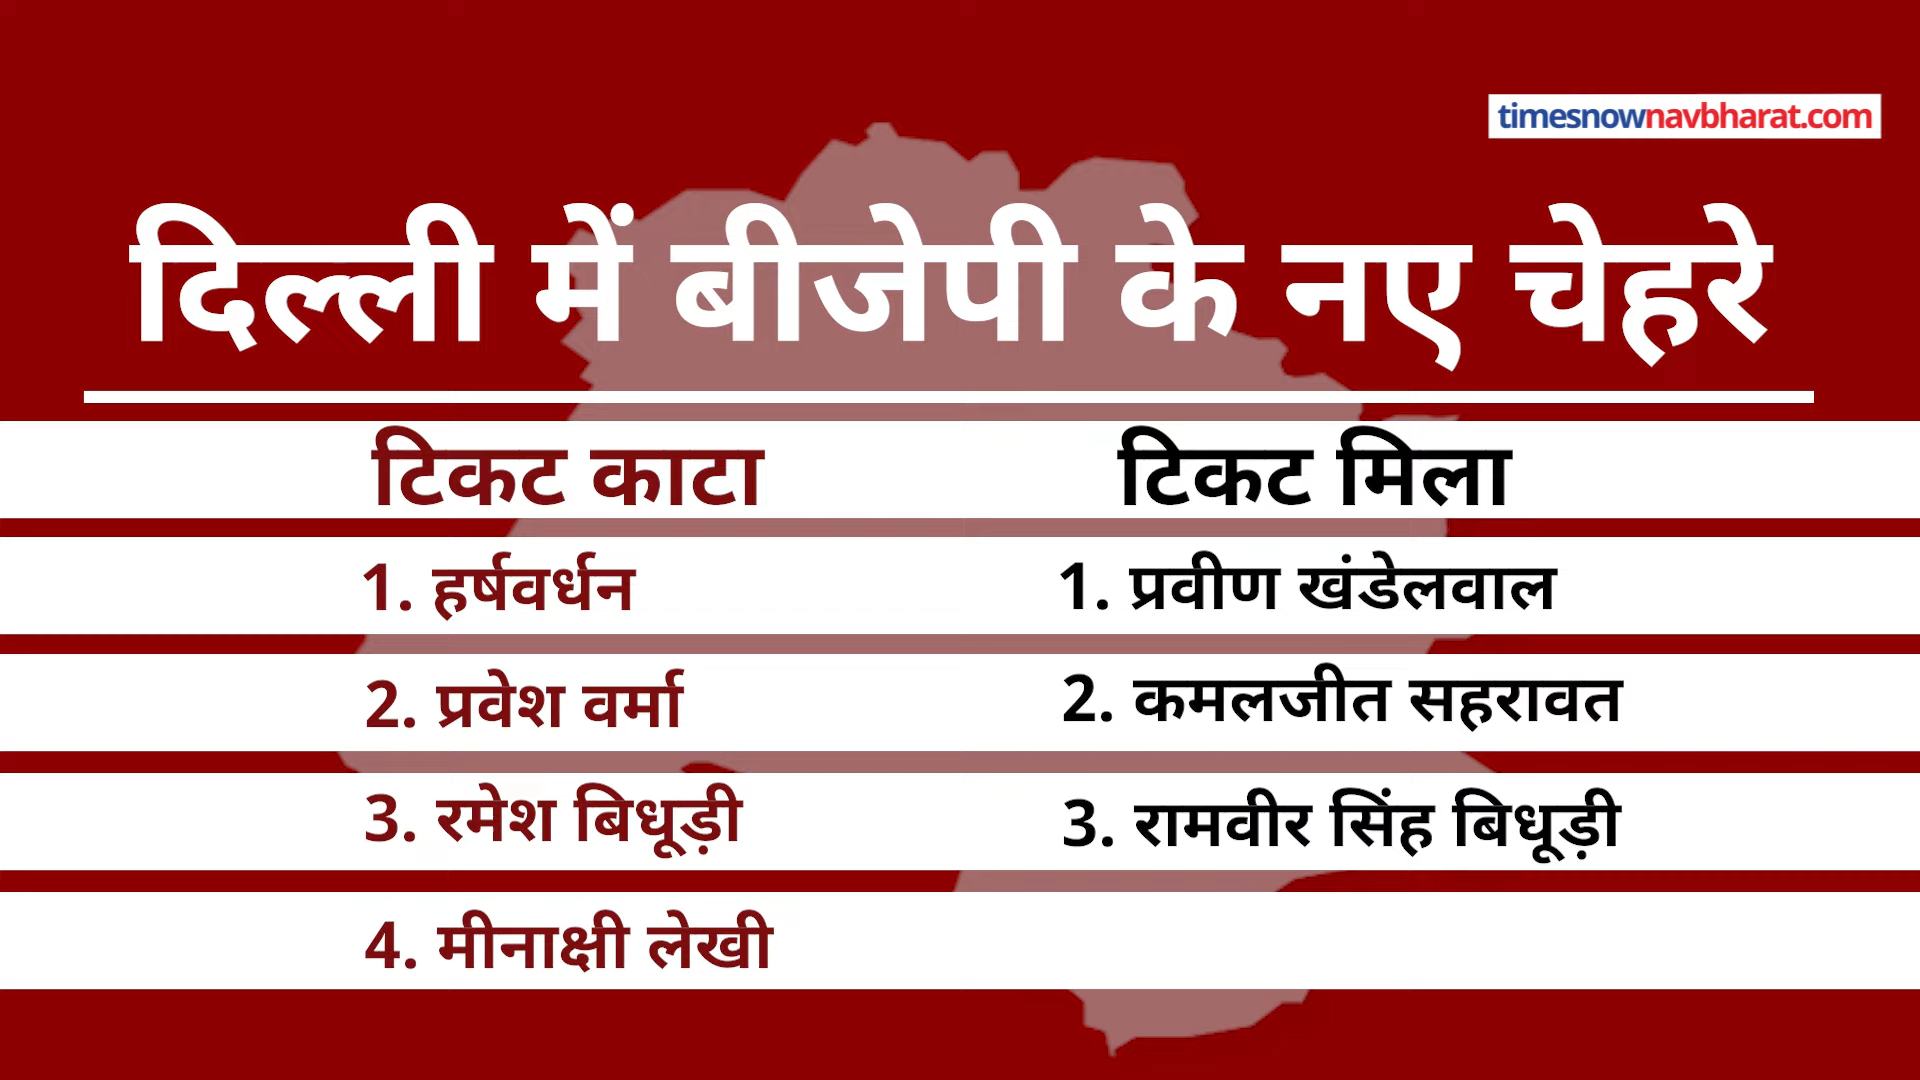 timesnownavbharat.com
दिल्ली में बीजेपी के नए चेहरे
टिकट काटा
टिकट मिला
1. हर्षवर्धन
1. प्रवीण खंडेलवाल
2. प्रवेश वर्मा
2. कमलजीत सहरावत
3. रमेश बिधूड़ी
3. रामवीर सिंह बिधूड़ी
4. मीनाक्षी लेखी